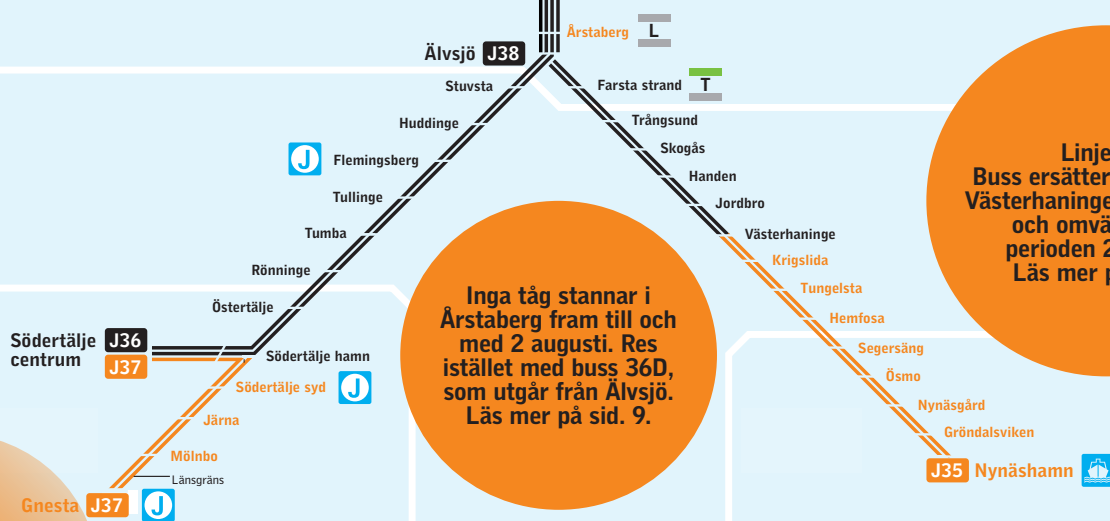 Årstaberg L
Älvsjö J38
Stuvsta
Farsta strand T
Huddinge
Trångsund
Skogås
J Flemingsberg
Handen
Tullinge
Jordbro
Tumba
Västerhaninge
Rönninge
Krigslida
Östertälje
Tungelsta
Hemfosa
Södertälje
centrum
J36
J37
Södertälje hamn
Segersäng
Södertälje syd J
Ösmo
Järna
Nynäsgård
Mölnbo
Gröndalsviken
Länsgräns
J35 Nynäshamn
Gnesta J37 J
Inga tåg stannar i
Årstaberg fram till och
med 2 augusti. Res
istället med buss 36D,
som utgår från Älvsjö.
Läs mer på sid. 9.
Linje
Buss ersätter
Västerhaninge
och omvä
perioden 2
Läs mer p